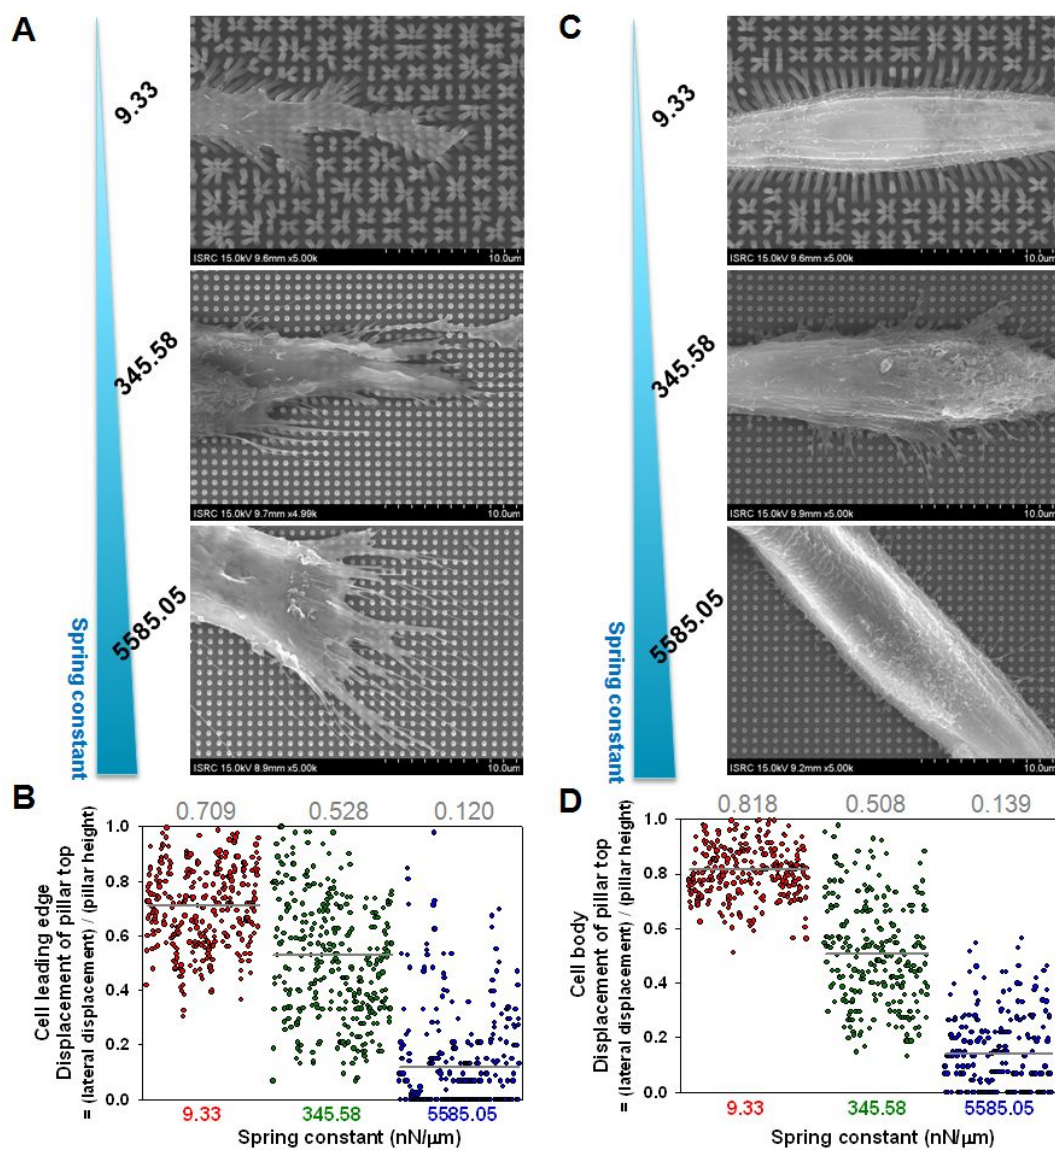 A
9.33
345.58
5585.05
Spring constant
ISRC 15.0kV 9.6mm x5.00k 10.0um
ISRC 15.0kV 9.7mm x4.99k 10.0um
ISRC 15.0kV 8.9mm x5.00k 10.0um
C
9.33
345.58
5585.05
Spring constant
ISRC 15.0kV 9.6mm x5.00k 10.0um
ISRC 15.0kV 9.9mm x5.00k 10.0um
ISRC 15.0kV 9.2mm x5.00k 10.0um
B
0.709 0.528 0.120
Cell leading edge
Displacement of pillar top
= (lateral displacement) / (pillar height)
1.0
0.8
0.6
0.4
0.2
0.0
9.33 345.58 5585.05
Spring constant (nN/μm)
D
0.818 0.508 0.139
Cell body
Displacement of pillar top
= (lateral displacement) / (pillar height)
1.0
0.8
0.6
0.4
0.2
0.0
9.33 345.58 5585.05
Spring constant (nN/μm)